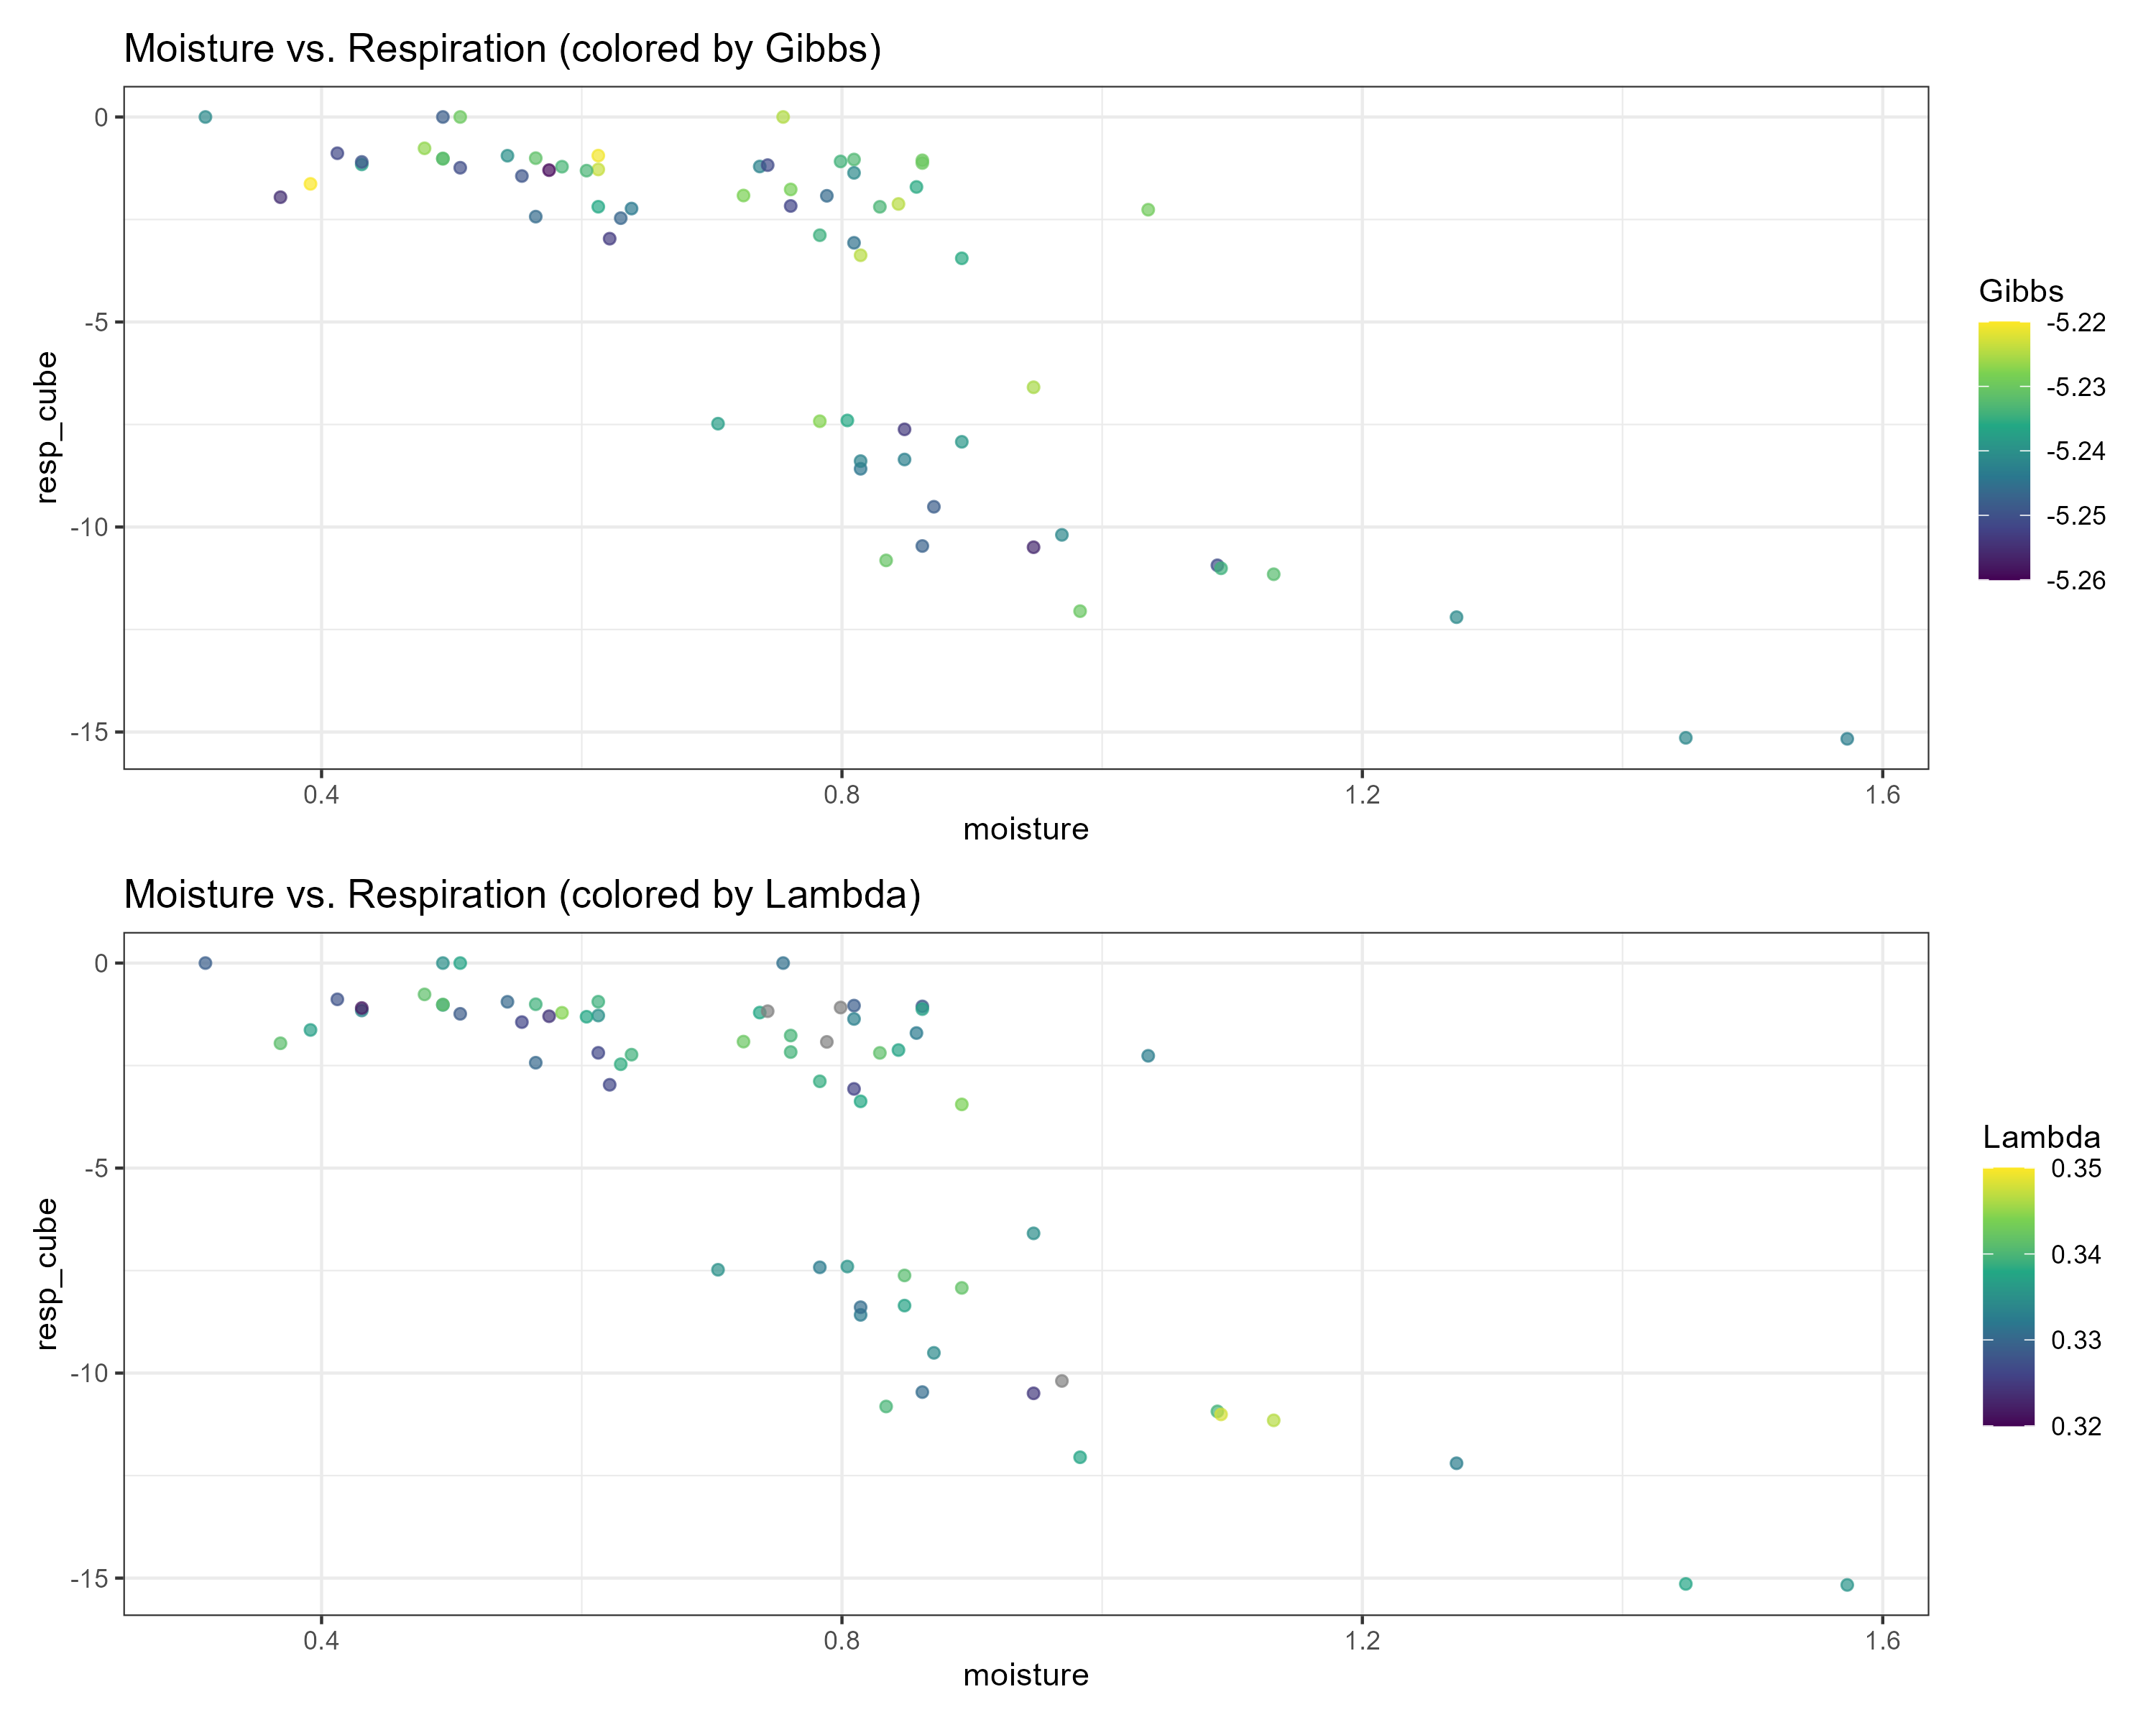 Moisture vs. Respiration (colored by Gibbs)
0
-5
-10
-15
resp_cube
0.4 0.8 1.2 1.6
moisture
Gibbs
-5.22
-5.23
-5.24
-5.25
-5.26
Moisture vs. Respiration (colored by Lambda)
0
-5
-10
-15
resp_cube
0.4 0.8 1.2 1.6
moisture
Lambda
0.35
0.34
0.33
0.32